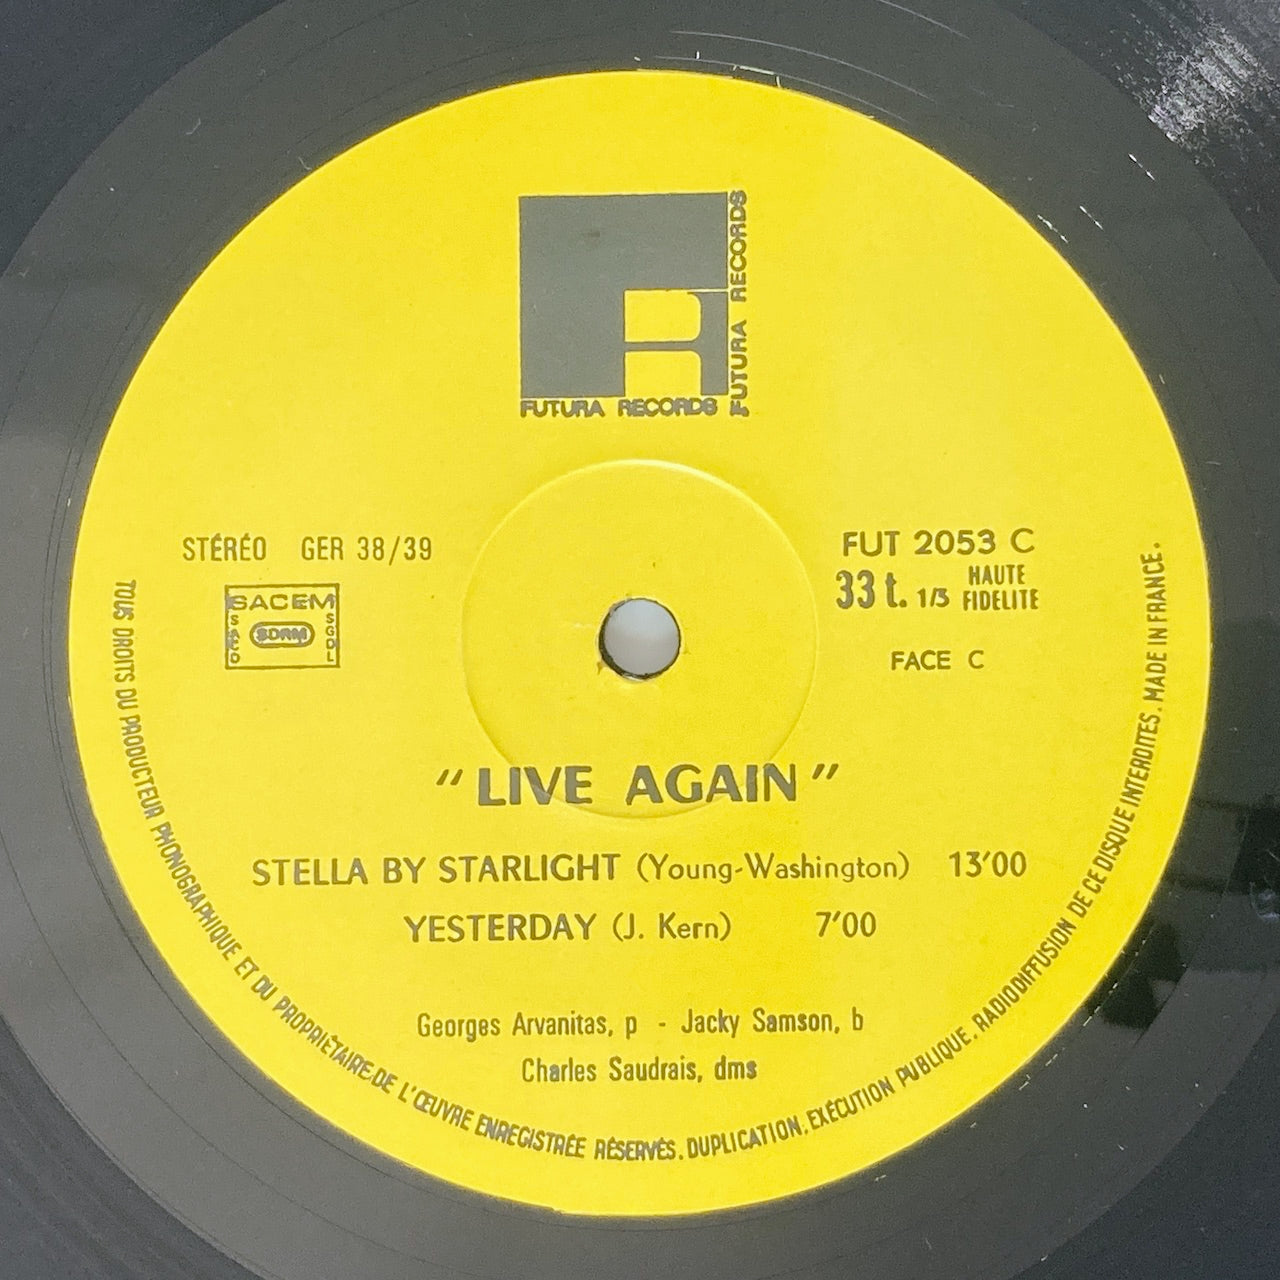 FUTURA RECORDS
FUTURA RECORDS
STÉRÉO GER 38/39
FUT 2053 C
33 t. 1/3 HAUTE FIDELITE
SACEM
SACD
SDRM
SGDL
FACE C
"LIVE AGAIN"
STELLA BY STARLIGHT (Young-Washington) 13'00
YESTERDAY (J. Kern) 7'00
Georges Arvanitas, p - Jacky Samson, b
Charles Saudrais, dms
TOUS DROITS DU PRODUCTEUR PHONOGRAPHIQUE ET DU PROPRIÉTAIRE DE L'ŒUVRE ENREGISTRÉE RÉSERVÉS. DUPLICATION. EXÉCUTION PUBLIQUE. RADIODIFFUSION DE CE DISQUE INTERDITES. MADE IN FRANCE.